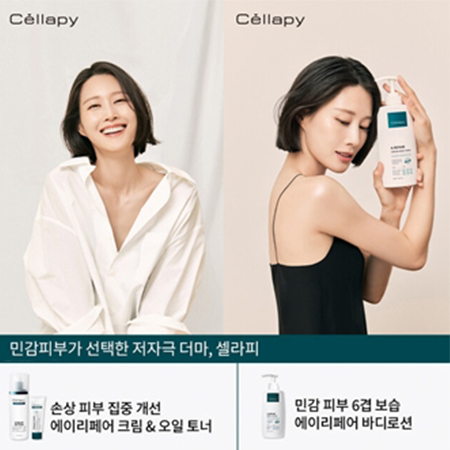 Cellapy
Cellapy
민감피부가 선택한 저자극 더마, 셀라피
손상 피부 집중 개선
에이리페어 크림 & 오일 토너
민감 피부 6겹 보습
에이리페어 바디로션